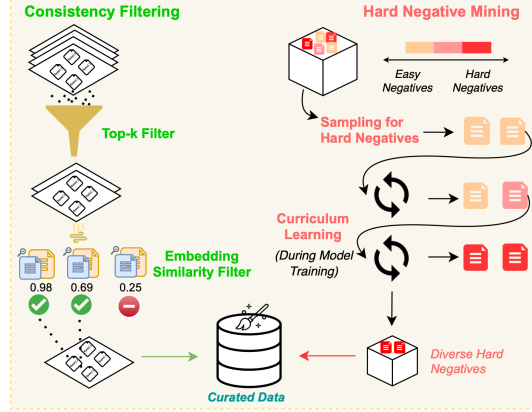 Consistency Filtering
Top-k Filter
Embedding
Similarity Filter
0.98
0.69
0.25
Hard Negative Mining
Easy
Negatives
Hard
Negatives
Sampling for
Hard Negatives
Curriculum
Learning
(During Model
Training)
Diverse Hard
Negatives
Curated Data